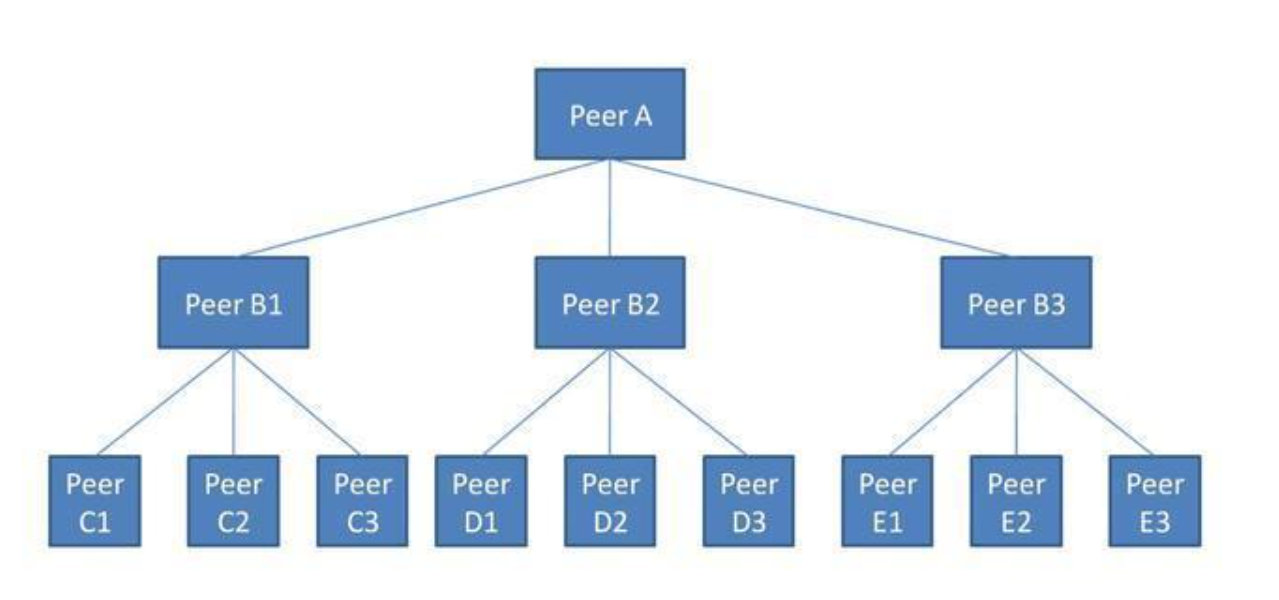 Peer A
Peer B1
Peer B2
Peer B3
Peer
C1
Peer
C2
Peer
C3
Peer
D1
Peer
D2
Peer
D3
Peer
E1
Peer
E2
Peer
E3